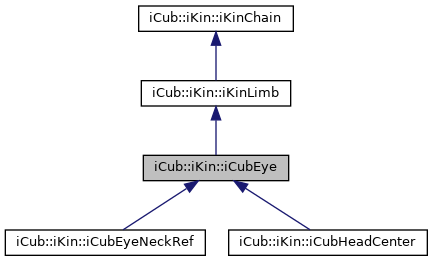 iCub::iKin::iKinChain
iCub::iKin::iKinLimb
iCub::iKin::iCubEye
iCub::iKin::iCubEyeNeckRef
iCub::iKin::iCubHeadCenter